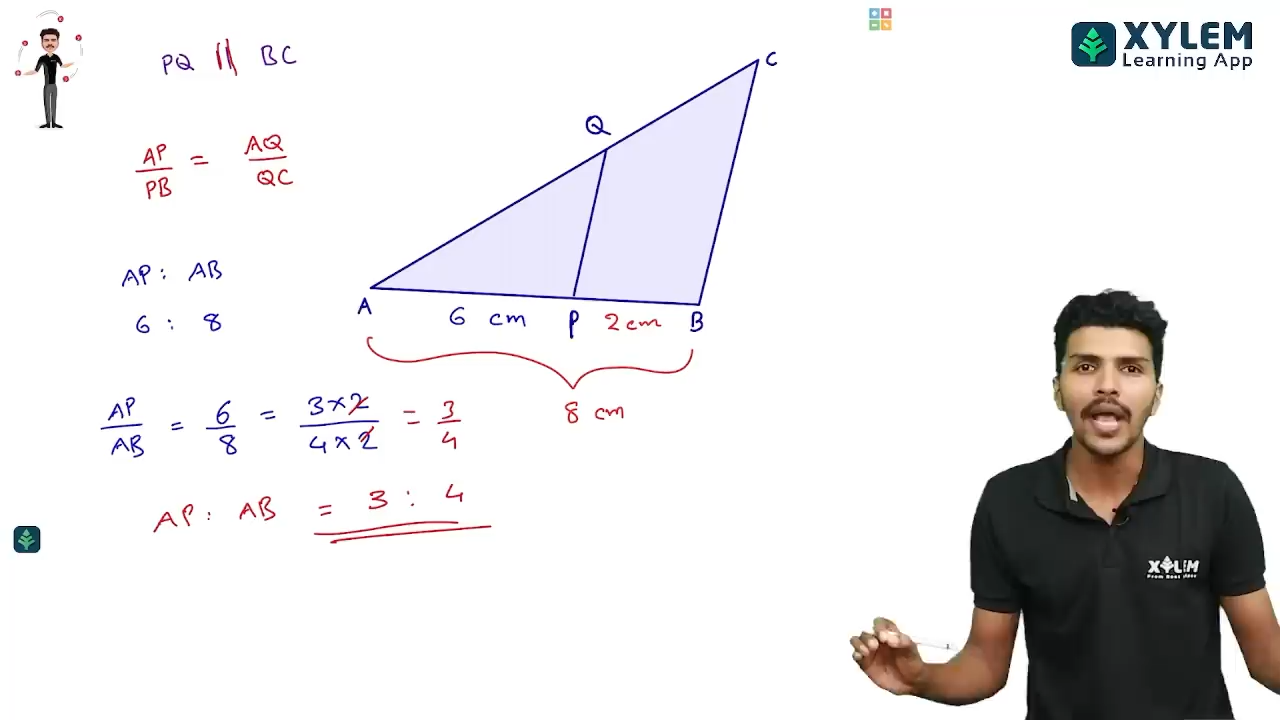 PQ || BC
XYLEM
Learning App
AP/PB = AQ/QC
C
Q
A
6 cm
P
2 cm
B
8 cm
AP : AB
6 : 8
AP/AB = 6/8 = 3×2/4×2 = 3/4
AP : AB = 3 : 4
XYLEM